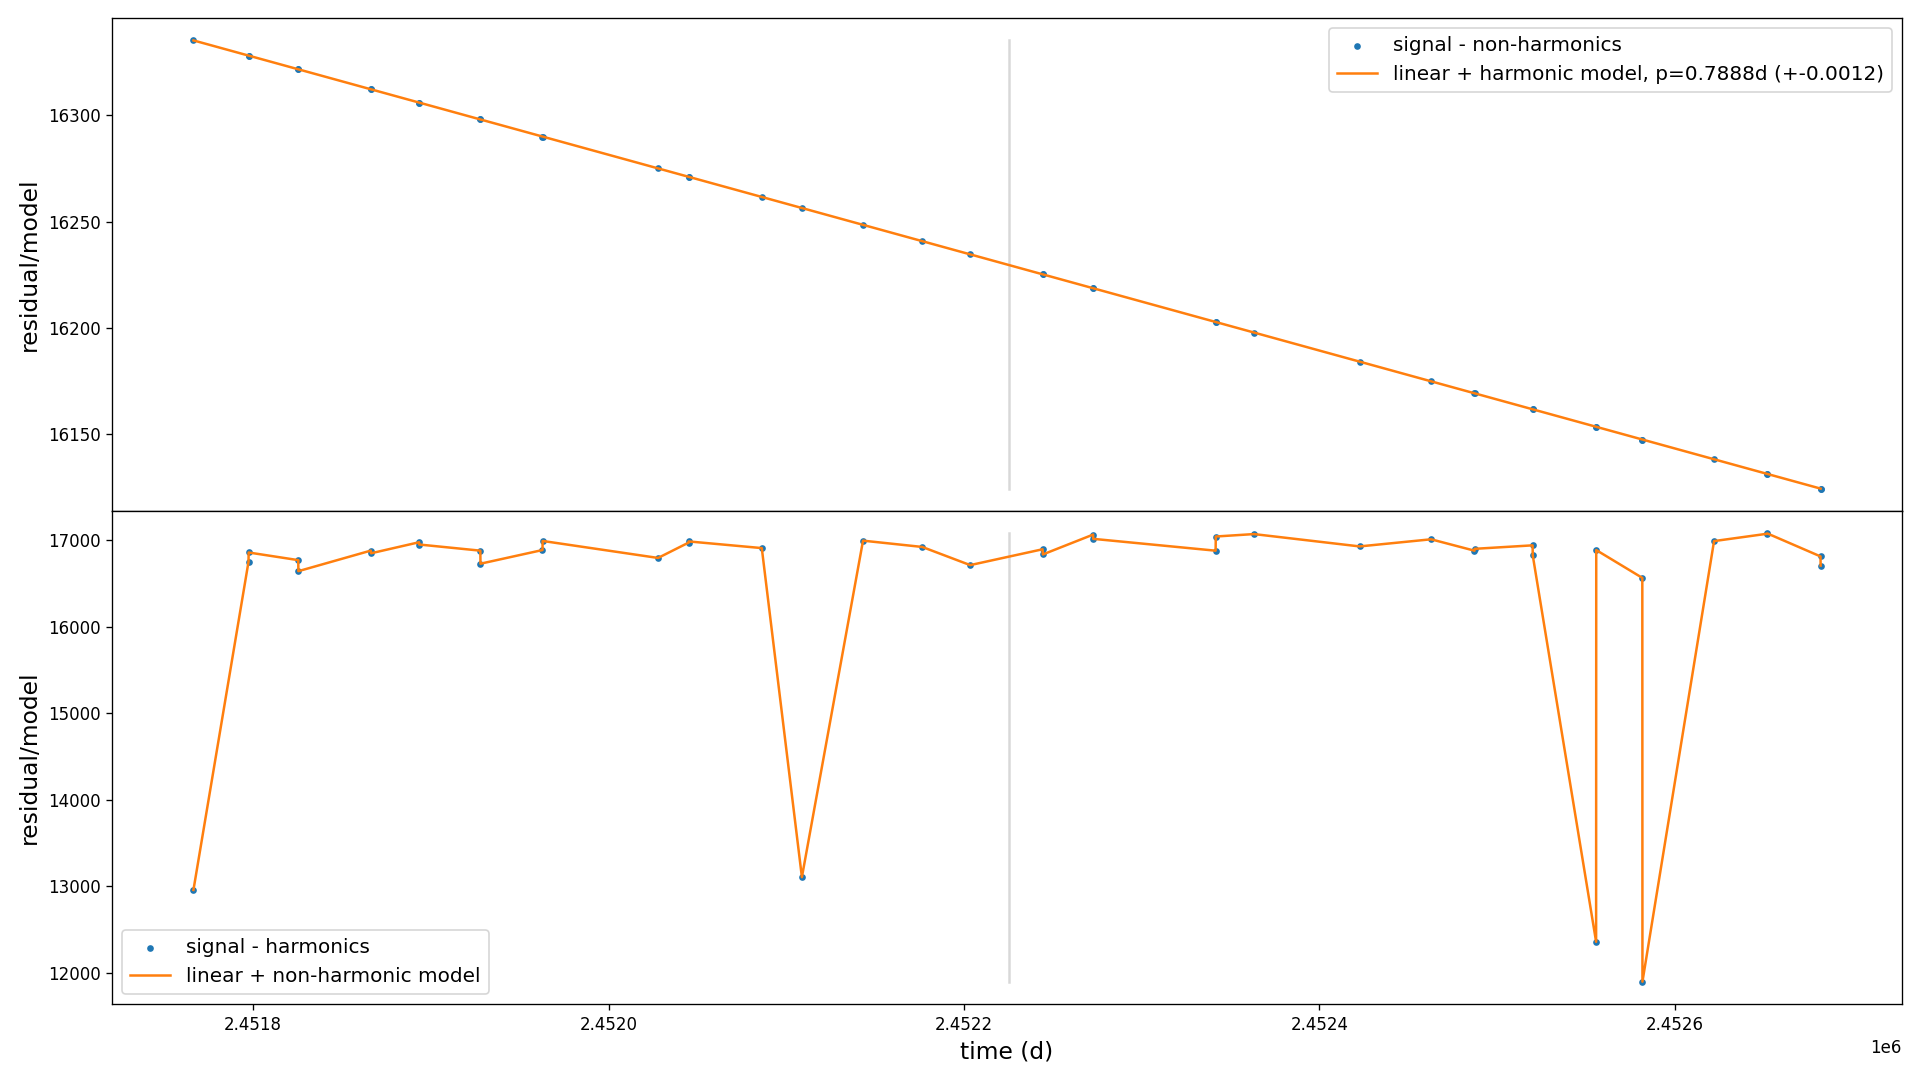 signal - non-harmonics
linear + harmonic model, p=0.7888d (+-0.0012)
residual/model
16300
16250
16200
16150
residual/model
17000
16000
15000
14000
13000
12000
signal - harmonics
linear + non-harmonic model
2.4518 2.4520 2.4522 2.4524 2.4526
time (d)
1e6